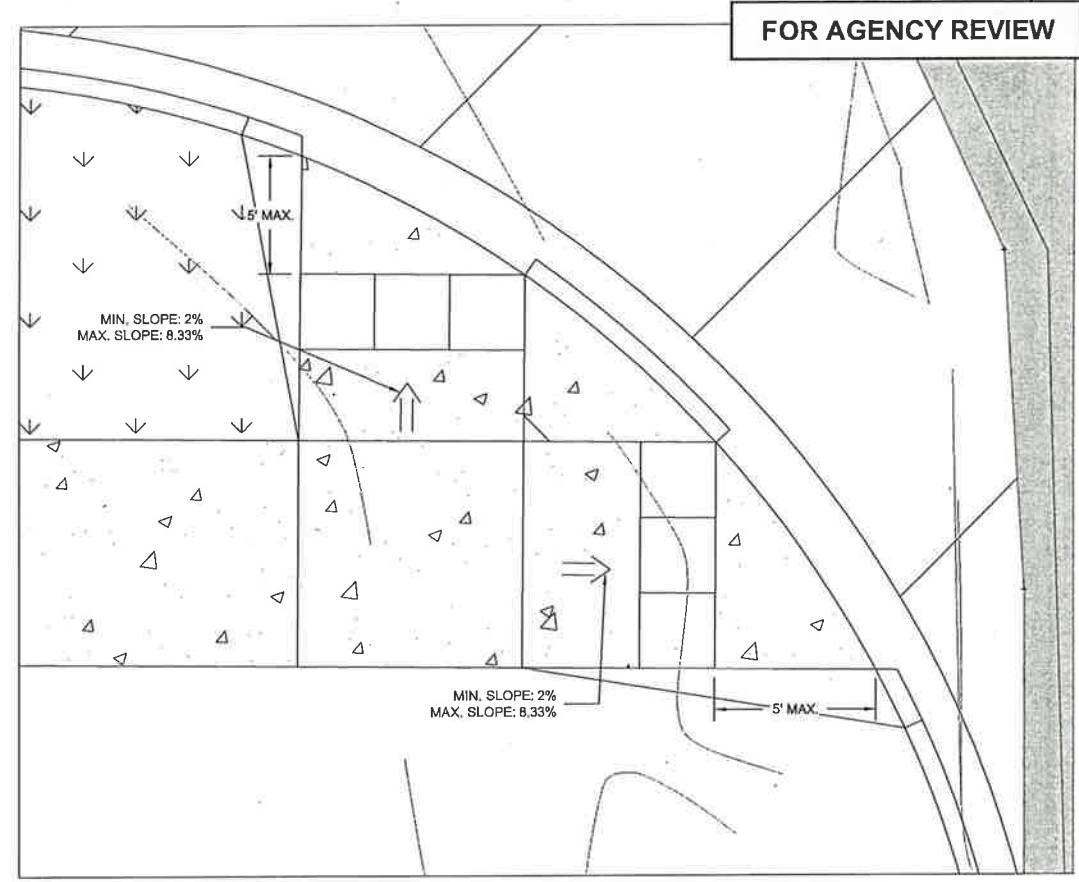 FOR AGENCY REVIEW
5' MAX.
MIN. SLOPE: 2%
MAX. SLOPE: 8.33%
MIN. SLOPE: 2%
MAX. SLOPE: 8.33%
5' MAX.